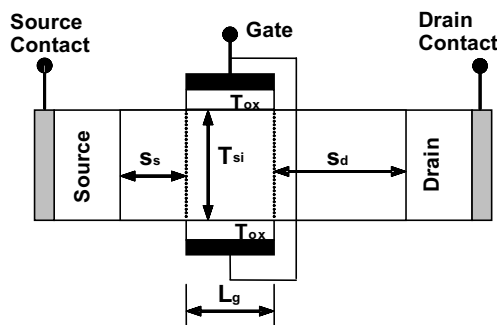 Source
Contact
Gate
Drain
Contact
Tox
Source
ss
Tsi
sd
Drain
Tox
Lg